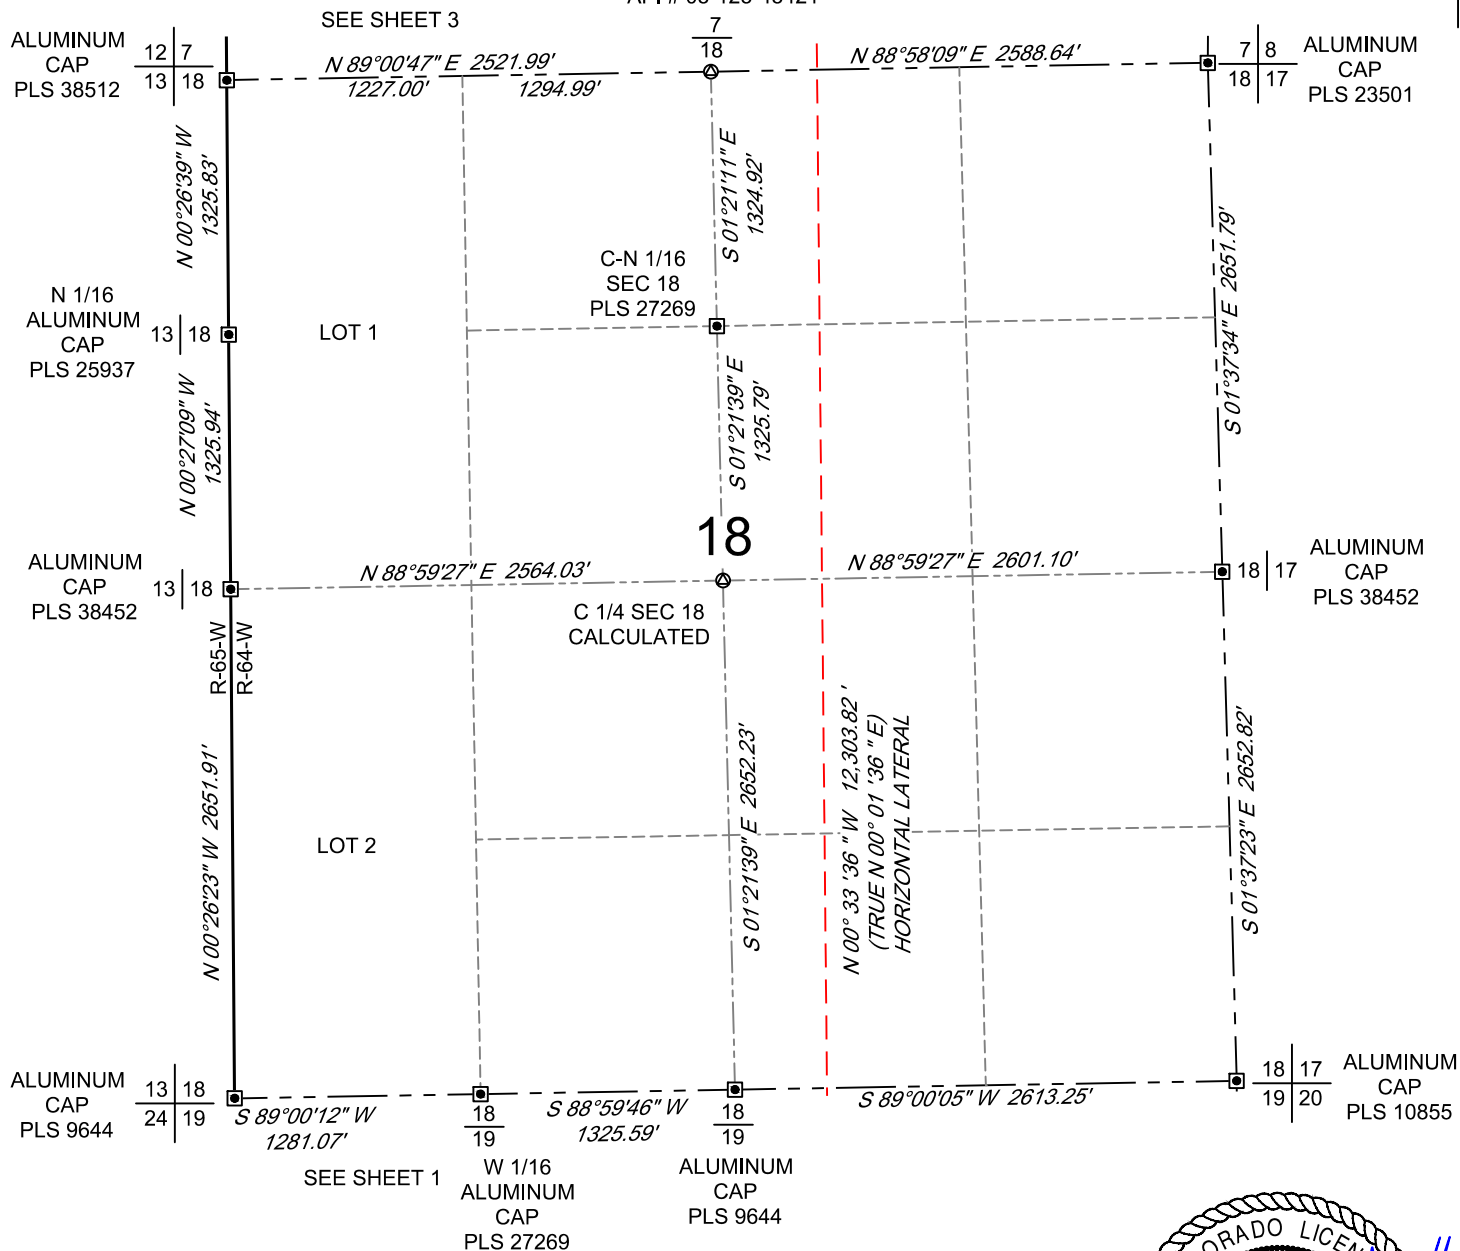 SEE SHEET 3
7
18
ALUMINUM
CAP
PLS 38512
12 7
13 18
N 89°00'47" E 2521.99'
1227.00' 1294.99'
N 88°58'09" E 2588.64'
7 8
18 17
ALUMINUM
CAP
PLS 23501
N 00°26'39" W
1325.83'
S 01°21'11" E
1324.92'
S 01°37'34" E 2651.79'
C-N 1/16
SEC 18
PLS 27269
N 1/16
ALUMINUM
CAP
PLS 25937
13 18
LOT 1
N 00°27'09" W
1325.94'
S 01°21'39" E
1325.79'
18
ALUMINUM
CAP
PLS 38452
13 18
N 88°59'27" E 2564.03'
N 88°59'27" E 2601.10'
18 17
ALUMINUM
CAP
PLS 38452
C 1/4 SEC 18
CALCULATED
R-65-W
R-64-W
N 00°26'23" W 2651.91'
S 01°21'39" E 2652.23'
N 00° 33 '36 " W 12,303.82 '
(TRUE N 00° 01 '36 " E)
HORIZONTAL LATERAL
S 01°37'23" E 2652.82'
LOT 2
ALUMINUM
CAP
PLS 9644
13 18
24 19
S 89°00'12" W
1281.07'
18
19
S 88°59'46" W
1325.59'
18
19
S 89°00'05" W 2613.25'
18 17
19 20
ALUMINUM
CAP
PLS 10855
SEE SHEET 1
W 1/16
ALUMINUM
CAP
PLS 27269
ALUMINUM
CAP
PLS 9644